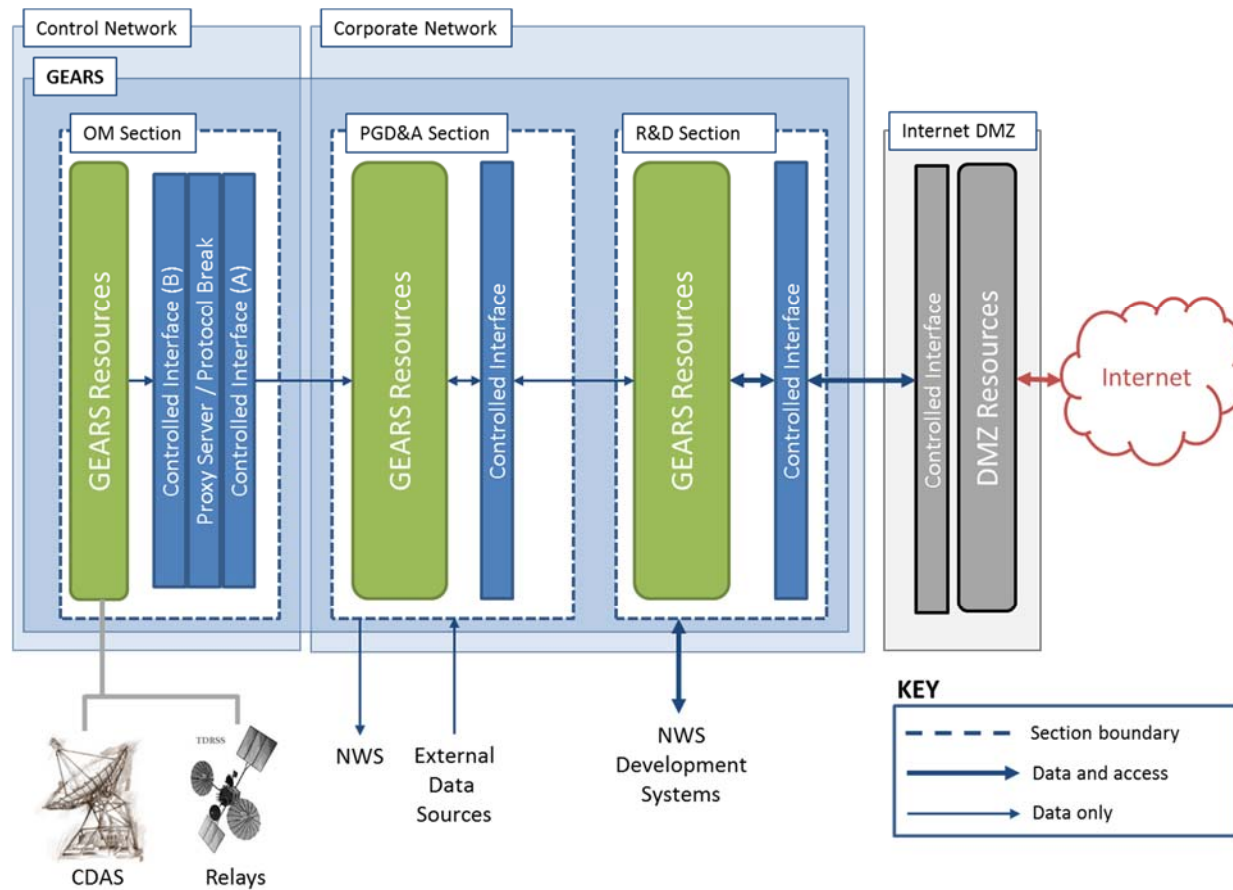 Control Network
Corporate Network
GEARS
OM Section
PGD&A Section
R&D Section
Internet DMZ
GEARS Resources
Controlled Interface (B)
Proxy Server / Protocol Break
Controlled Interface (A)
GEARS Resources
Controlled Interface
GEARS Resources
Controlled Interface
Controlled Interface
DMZ Resources
Internet
KEY
Section boundary
Data and access
Data only
TDRSS
CDAS
Relays
NWS
External
Data
Sources
NWS
Development
Systems